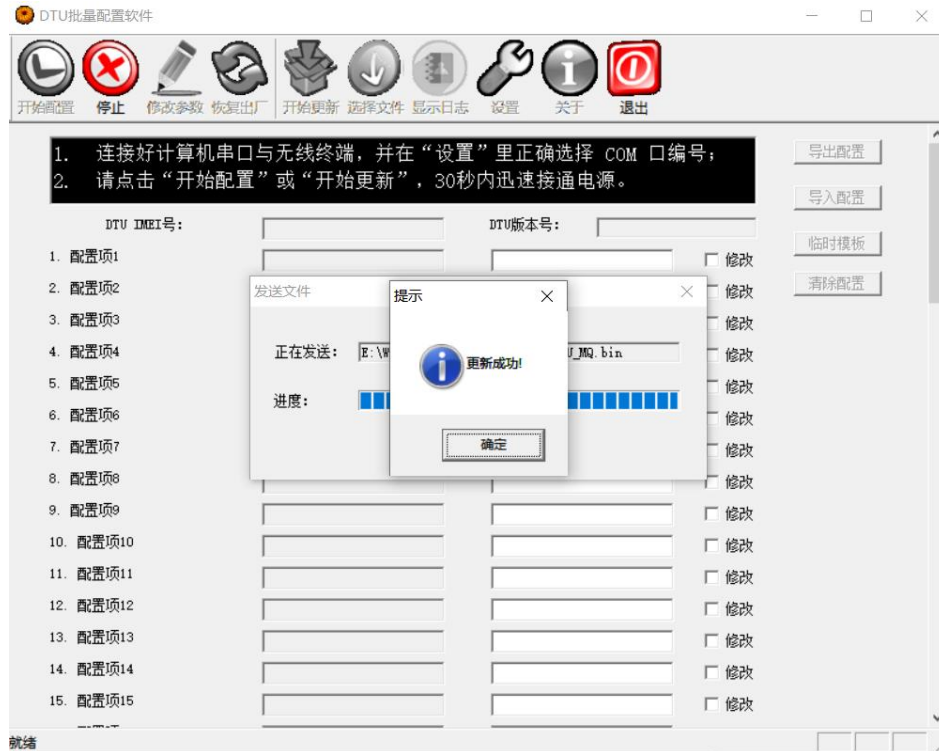 DTU批量配置软件
开始配置 停止 修改参数 恢复出厂 开始更新 选择文件 显示日志 设置 关于 退出
1. 连接好计算机串口与无线终端，并在“设置”里正确选择 COM 口编号；
2. 请点击“开始配置”或“开始更新”，30秒内迅速接通电源。
导出配置
导入配置
临时模板
清除配置
DTU IMEI号： DTU版本号：
1. 配置项1 修改
2. 配置项2 修改
3. 配置项3 修改
4. 配置项4 修改
5. 配置项5 修改
6. 配置项6 修改
7. 配置项7 修改
8. 配置项8 修改
9. 配置项9 修改
10. 配置项10 修改
11. 配置项11 修改
12. 配置项12 修改
13. 配置项13 修改
14. 配置项14 修改
15. 配置项15 修改
发送文件
正在发送： E:\ _MQ.bin
进度：
提示
更新成功!
确定
就绪